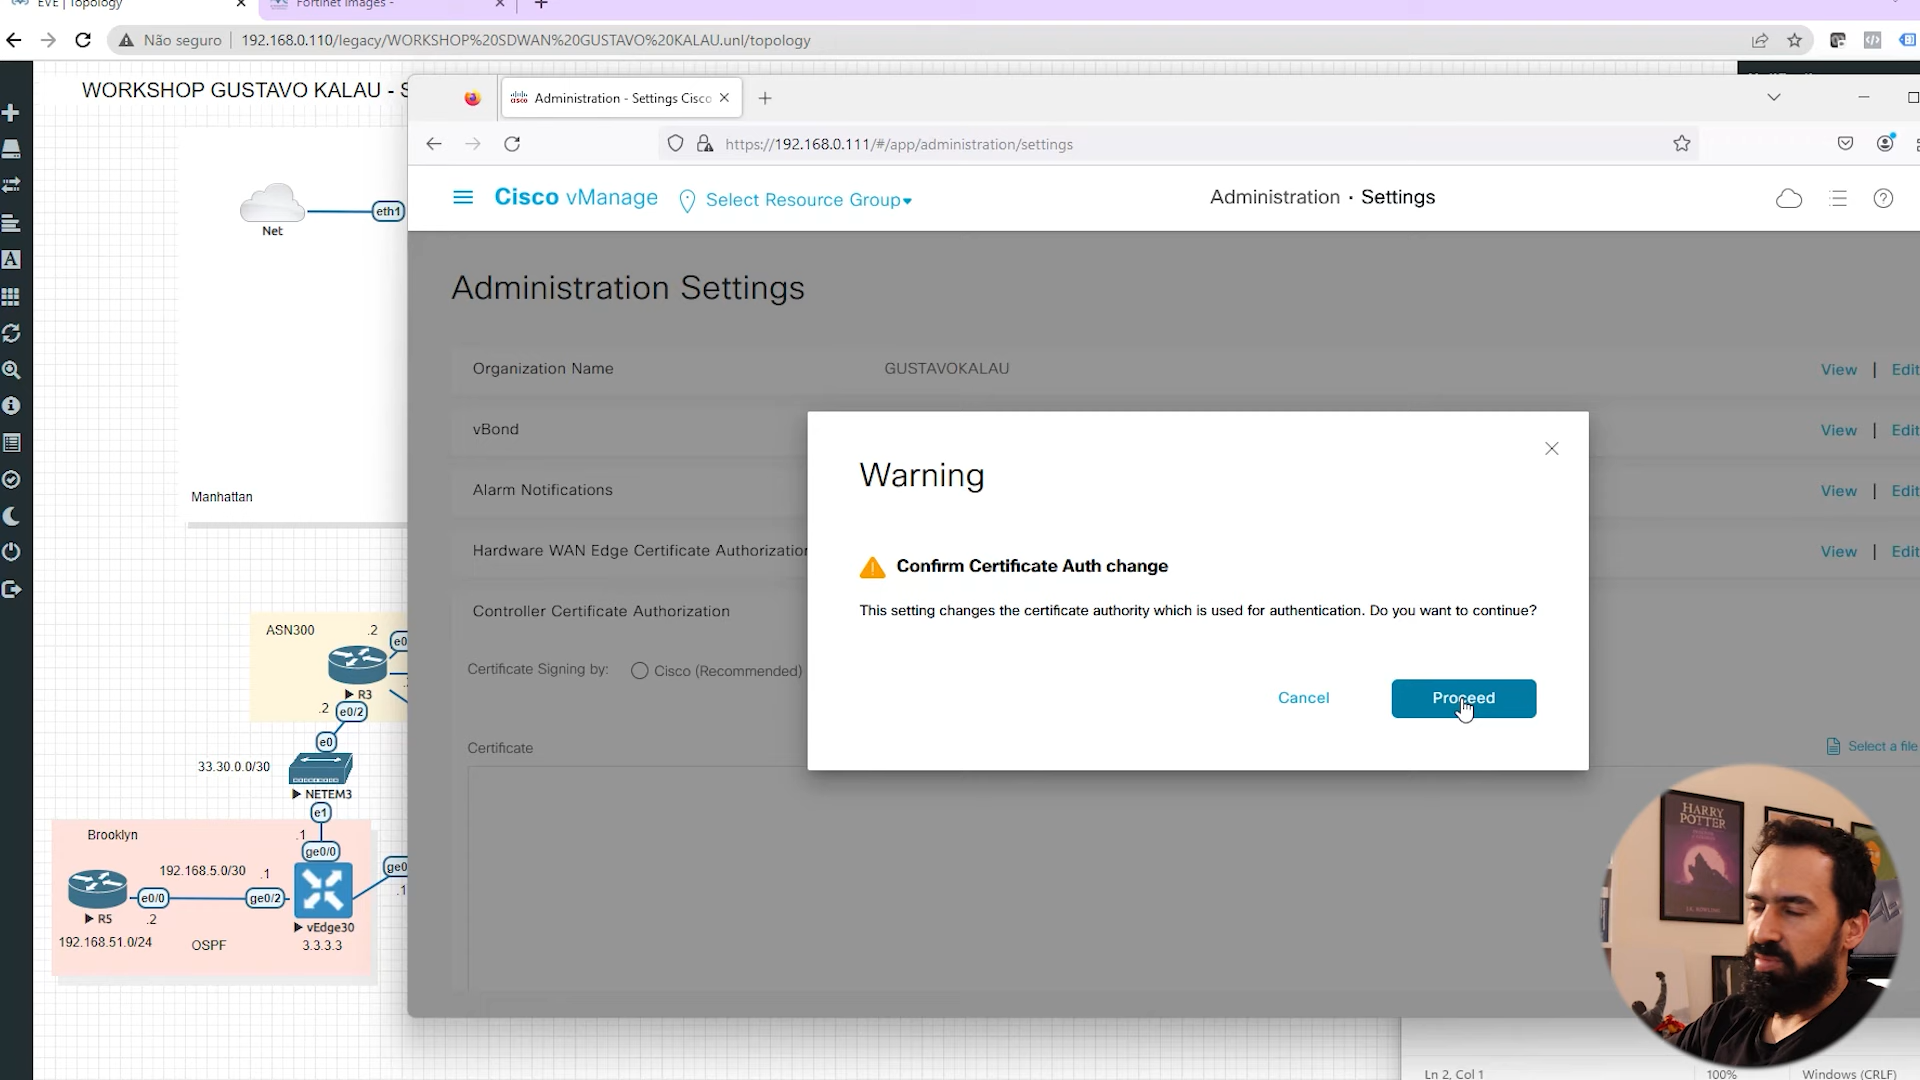 EVE | Topology
Fortinet Images -
Não seguro
192.168.0.110/legacy/WORKSHOP%20SDWAN%20GUSTAVO%20KALAU.unl/topology
WORKSHOP GUSTAVO KALAU - S
Administration - Settings Cisco
https://192.168.0.111/#/app/administration/settings
Cisco vManage
Select Resource Group
Administration · Settings
Net
eth1
Administration Settings
Organization Name
GUSTAVOKALAU
View | Edit
vBond
View | Edit
Alarm Notifications
View | Edit
Hardware WAN Edge Certificate Authorization
View | Edit
Controller Certificate Authorization
Certificate Signing by:
Cisco (Recommended)
Certificate
Select a file
Warning
Confirm Certificate Auth change
This setting changes the certificate authority which is used for authentication. Do you want to continue?
Cancel
Proceed
Manhattan
ASN300
.2
e0
R3
.2
e0/2
e0
33.30.0.0/30
NETEM3
e1
Brooklyn
.1
ge0/0
192.168.5.0/30
.1
ge0
.1
e0/0
ge0/2
R5
.2
vEdge30
192.168.51.0/24
OSPF
3.3.3.3
HARRY
POTTER
J.K. ROWLING
Ln 2, Col 1
100%
Windows (CRLF)